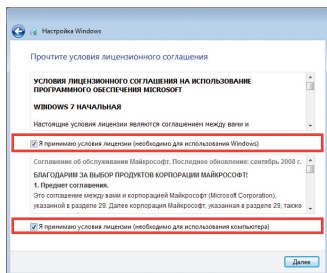 Настройка Windows
Прочтите условия лицензионного соглашения
УСЛОВИЯ ЛИЦЕНЗИОННОГО СОГЛАШЕНИЯ НА ИСПОЛЬЗОВАНИЕ
ПРОГРАММНОГО ОБЕСПЕЧЕНИЯ MICROSOFT
WINDOWS 7 НАЧАЛЬНАЯ
Настоящие условия лицензии являются соглашением между вами и
Я принимаю условия лицензии (необходимо для использования Windows)
Соглашение об обслуживании Майкрософт. Последнее обновление: сентябрь 2008 г.
БЛАГОДАРИМ ЗА ВЫБОР ПРОДУКТОВ КОРПОРАЦИИ МАЙКРОСОФТ!
1. Предмет соглашения.
Это соглашение между вами и корпорацией Майкрософт (Microsoft Corporation),
указанной в разделе 29. Далее корпорация Майкрософт, указанная в разделе 29, также
Я принимаю условия лицензии (необходимо для использования компьютера)
Далее